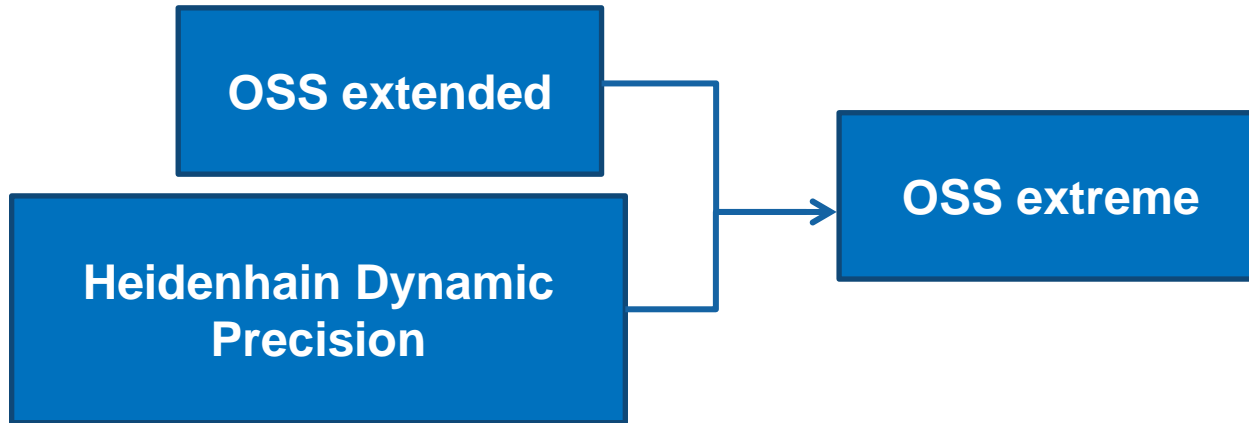 OSS extended
Heidenhain Dynamic
Precision
OSS extreme